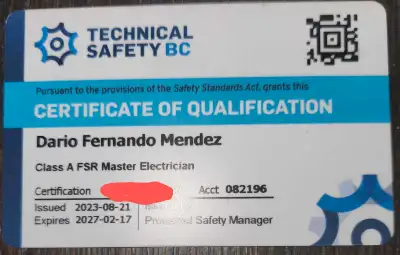 TECHNICAL
SAFETY BC
Pursuant to the provisions of the Safety Standards Act, grants this
CERTIFICATE OF QUALIFICATION
Dario Fernando Mendez
Class A FSR Master Electrician
Certification Acct 082196
Issued 2023-08-21
Expires 2027-02-17 Safety Manager